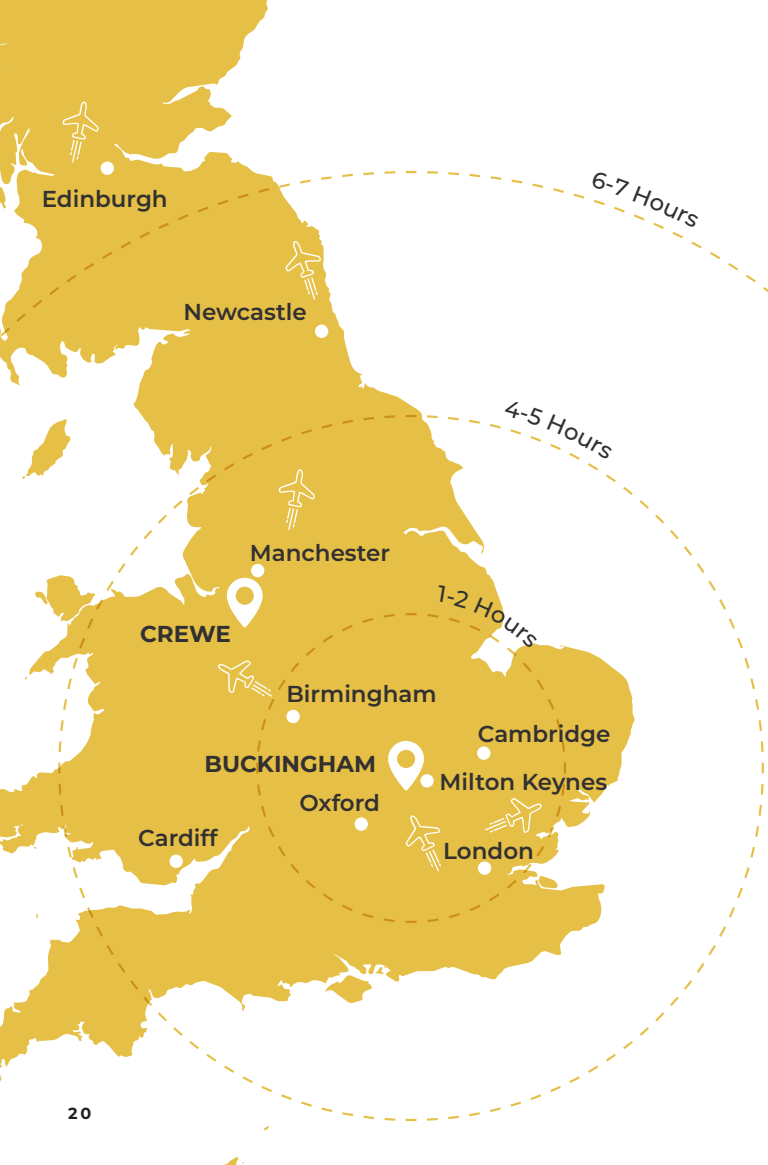 6-7 Hours
Edinburgh
Newcastle
4-5 Hours
Manchester
1-2 Hours
CREWE
Birmingham
Cambridge
BUCKINGHAM
Milton Keynes
Oxford
Cardiff
London
20